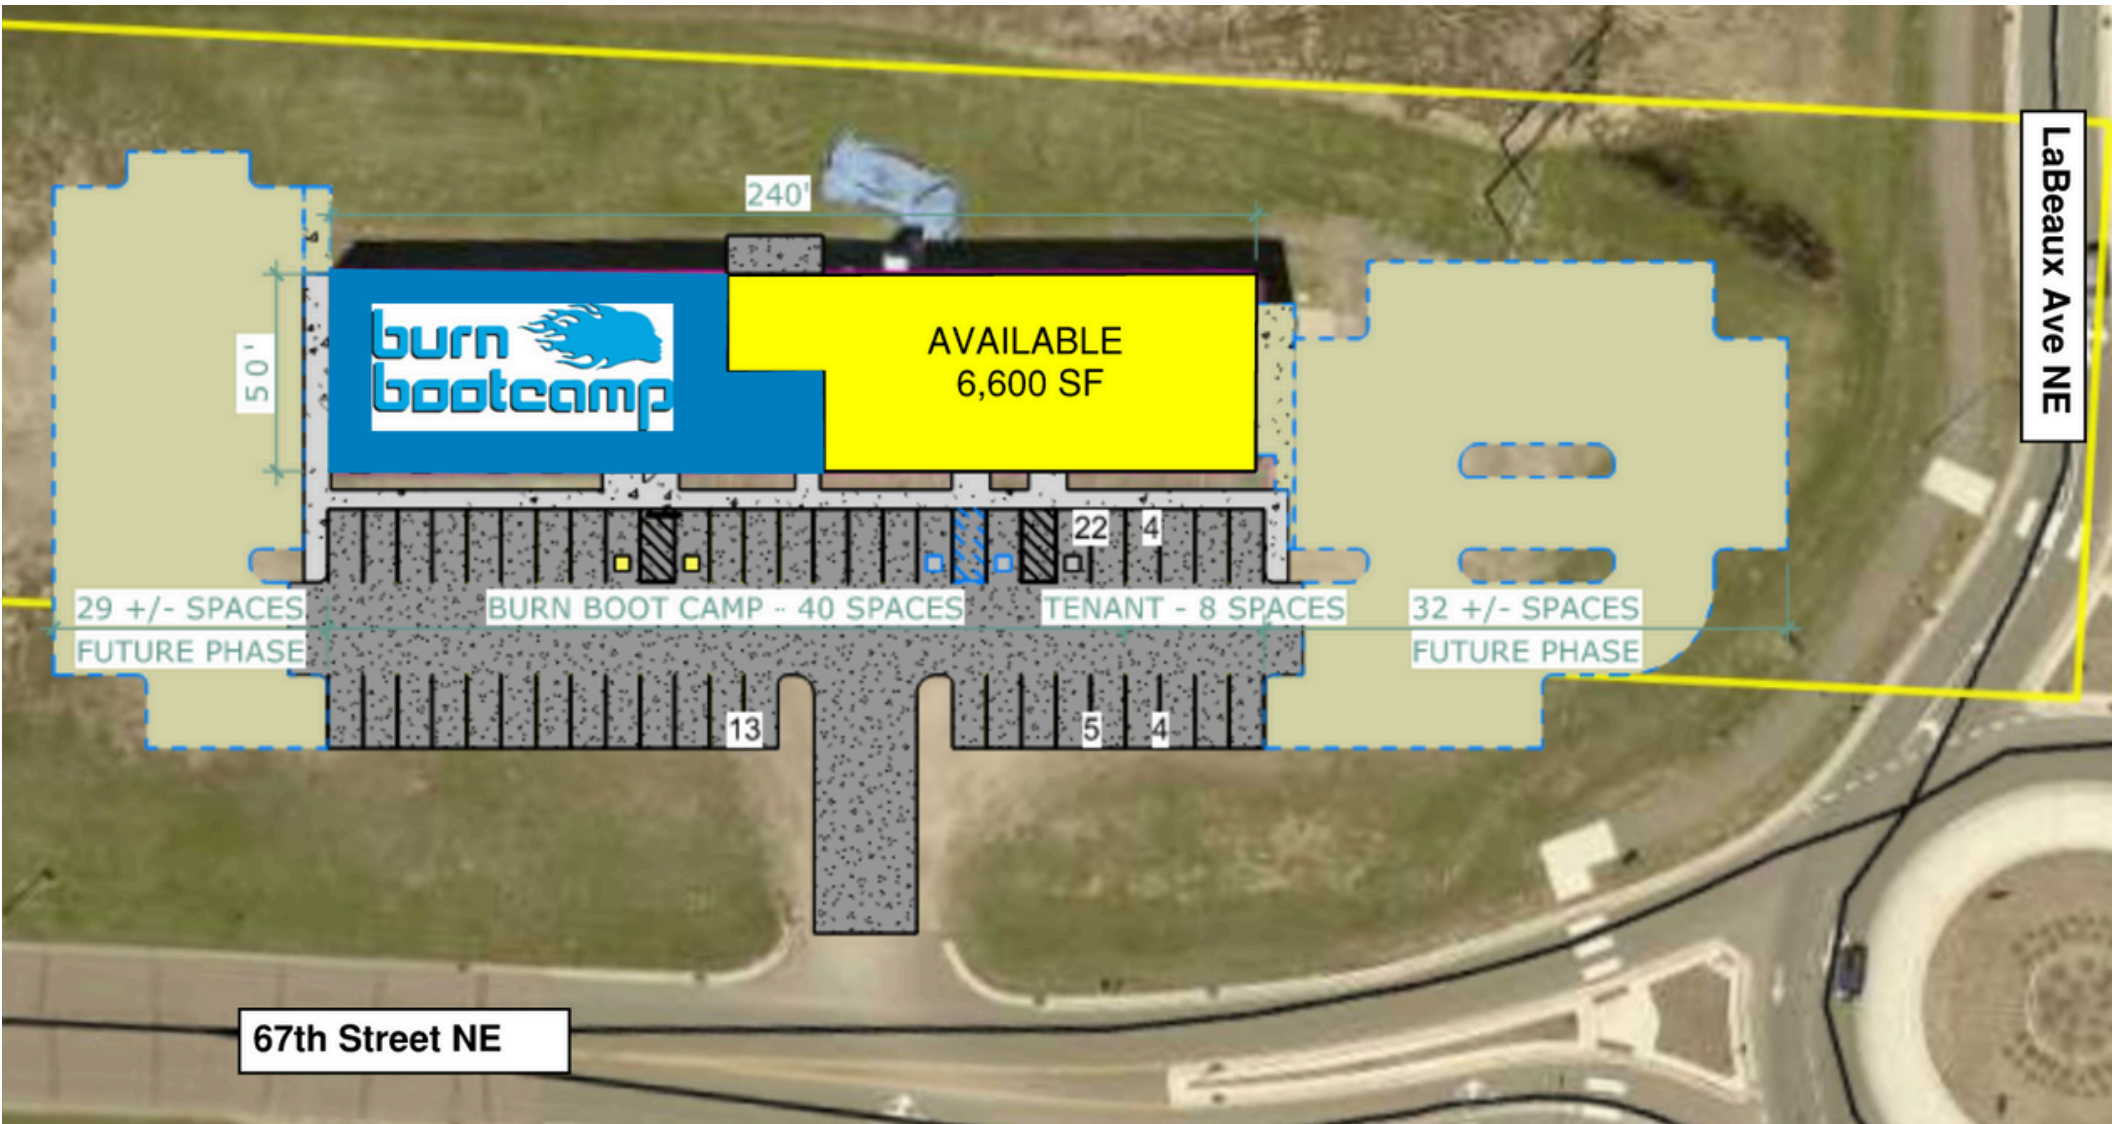 LaBeaux Ave NE
240'
50'
burn
bootcamp
AVAILABLE
6,600 SF
22
4
29 +/- SPACES
FUTURE PHASE
BURN BOOT CAMP - 40 SPACES
TENANT - 8 SPACES
32 +/- SPACES
FUTURE PHASE
13
5
4
67th Street NE